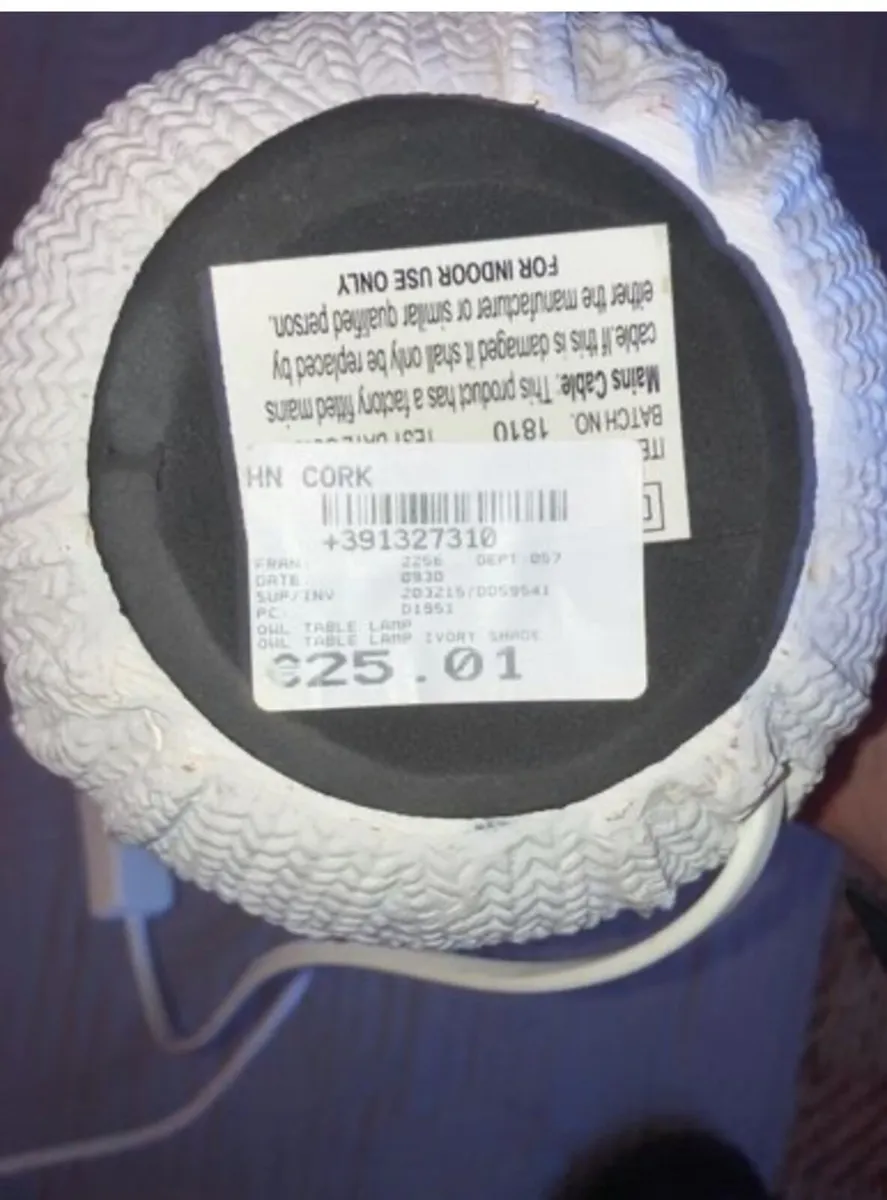 HN CORK
+391327310
FRAN. 2256 DEPT 057
DATE. 0930
SUP/INV 203215/DD59541
PC. D1951
OWL TABLE LAMP
OWL TABLE LAMP IVORY SHADE
€25.01
FOR INDOOR USE ONLY
either the manufacturer or similar qualified person.
cable.If this is damaged it shall only be replaced by
Mains Cable: This product has a factory fitted mains
BATCH NO. 1810 TEST
ITE